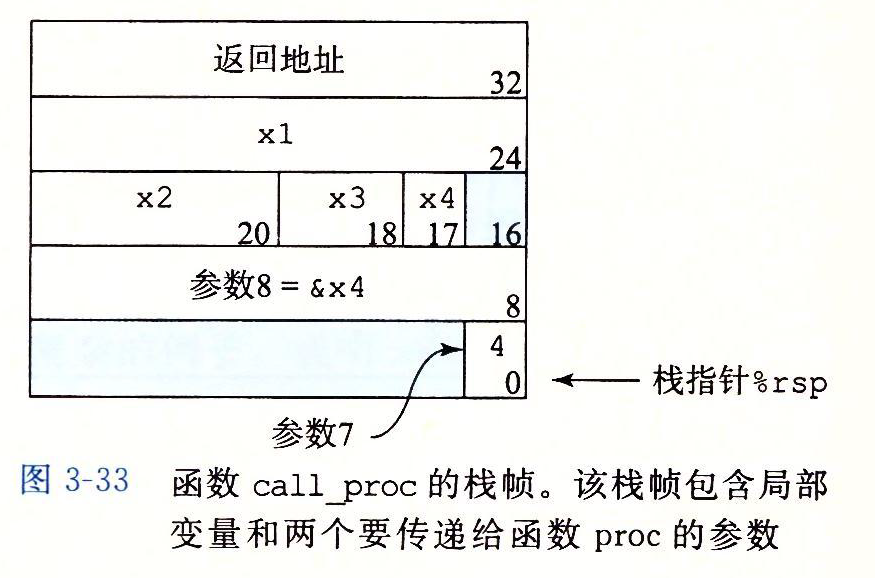 返回地址
32
x1
24
x2 x3 x4
20 18 17 16
参数8 = &x4
8
4
0
栈指针%rsp
参数7
图 3-33 函数 call_proc 的栈帧。该栈帧包含局部
变量和两个要传递给函数 proc 的参数